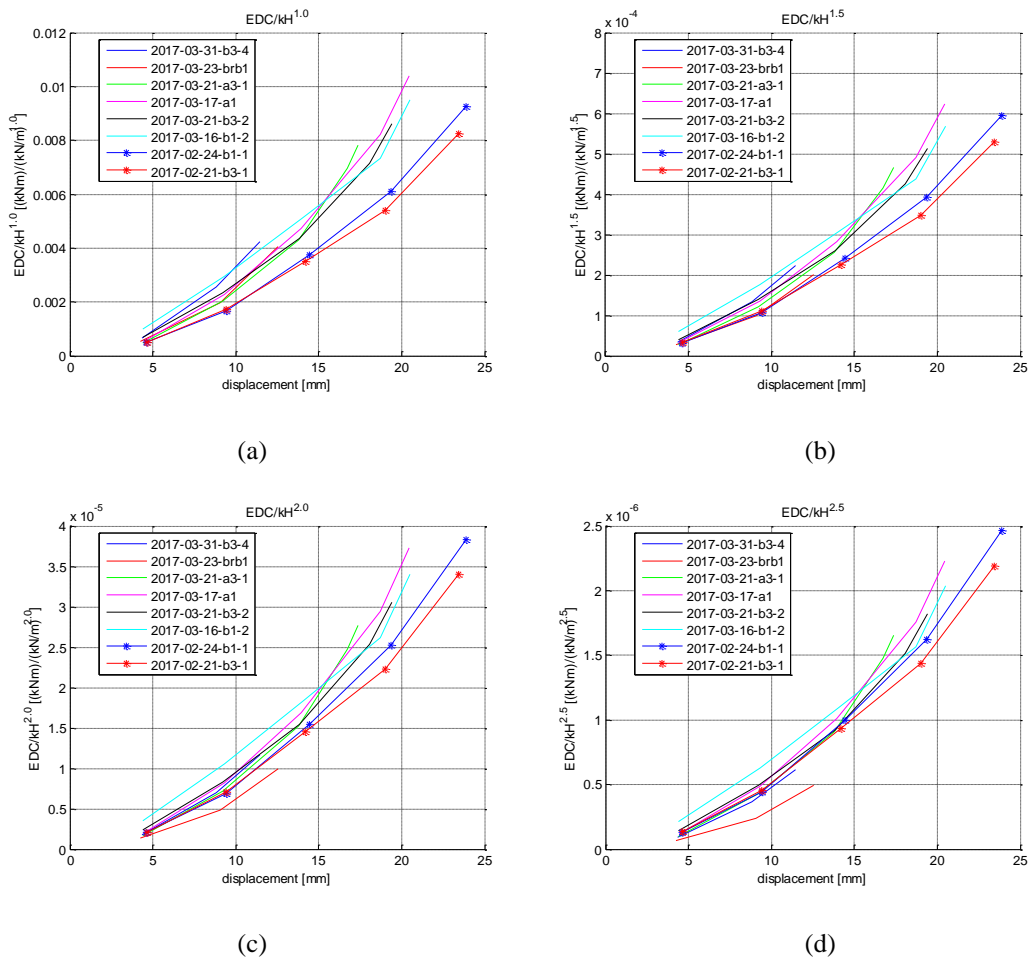 EDC/kH^1.0
0.012
0.01
0.008
0.006
0.004
0.002
0
EDC/kH^1.0 [(kNm)/(kN/m)^1.0]
2017-03-31-b3-4
2017-03-23-brb1
2017-03-21-a3-1
2017-03-17-a1
2017-03-21-b3-2
2017-03-16-b1-2
2017-02-24-b1-1
2017-02-21-b3-1
0 5 10 15 20 25
displacement [mm]
(a)
EDC/kH^1.5
x 10^-4
8
7
6
5
4
3
2
1
0
EDC/kH^1.5 [(kNm)/(kN/m)^1.5]
2017-03-31-b3-4
2017-03-23-brb1
2017-03-21-a3-1
2017-03-17-a1
2017-03-21-b3-2
2017-03-16-b1-2
2017-02-24-b1-1
2017-02-21-b3-1
0 5 10 15 20 25
displacement [mm]
(b)
EDC/kH^2.0
x 10^-5
4
3.5
3
2.5
2
1.5
1
0.5
0
EDC/kH^2.0 [(kNm)/(kN/m)^2.0]
2017-03-31-b3-4
2017-03-23-brb1
2017-03-21-a3-1
2017-03-17-a1
2017-03-21-b3-2
2017-03-16-b1-2
2017-02-24-b1-1
2017-02-21-b3-1
0 5 10 15 20 25
displacement [mm]
(c)
EDC/kH^2.5
x 10^-6
2.5
2
1.5
1
0.5
0
EDC/kH^2.5 [(kNm)/(kN/m)^2.5]
2017-03-31-b3-4
2017-03-23-brb1
2017-03-21-a3-1
2017-03-17-a1
2017-03-21-b3-2
2017-03-16-b1-2
2017-02-24-b1-1
2017-02-21-b3-1
0 5 10 15 20 25
displacement [mm]
(d)